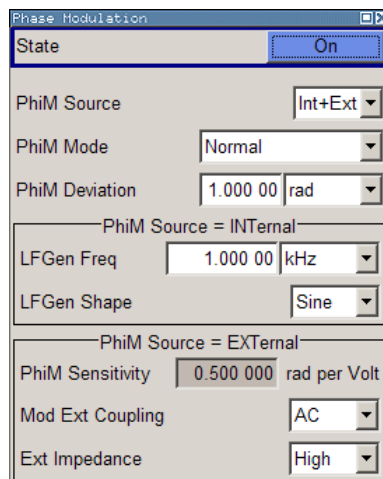 Phase Modulation
State On
PhiM Source Int+Ext
PhiM Mode Normal
PhiM Deviation 1.000 00 rad
PhiM Source = INTernal
LFGen Freq 1.000 00 kHz
LFGen Shape Sine
PhiM Source = EXTernal
PhiM Sensitivity 0.500 000 rad per Volt
Mod Ext Coupling AC
Ext Impedance High